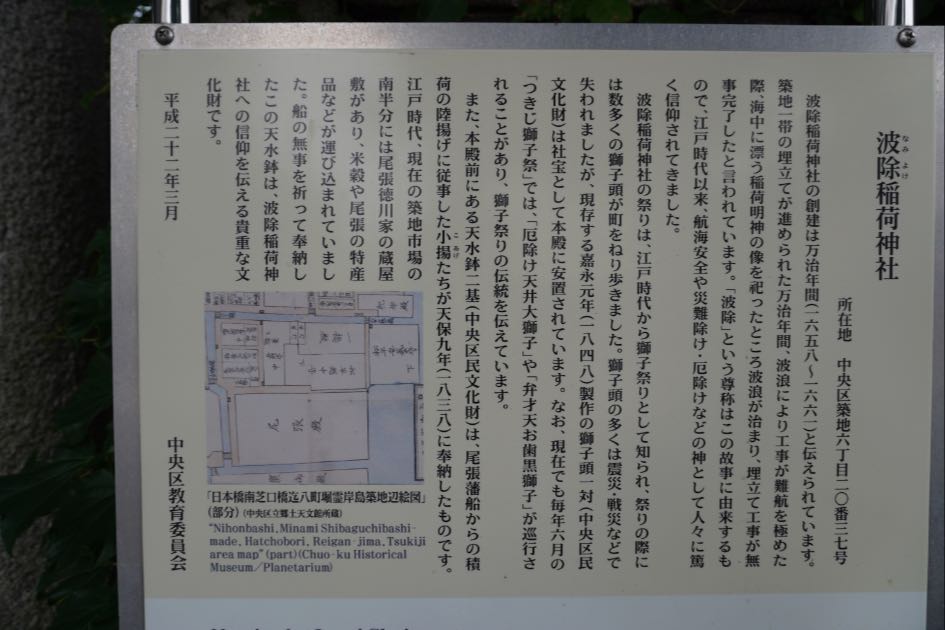 波除稲荷神社
なみよけ
所在地　中央区築地六丁目二〇番三七号
波除稲荷神社の創建は万治年間(一六五八〜一六六一)と伝えられています。
築地一帯の埋立てが進められた万治年間、波浪により工事が難航を極めた
際、海中に漂う稲荷明神の像を祀ったところ波浪が治まり、埋立て工事が無
事完了したと言われています。「波除」という尊称はこの故事に由来するも
ので、江戸時代以来、航海安全や災難除け・厄除けなどの神として人々に篤
く信仰されてきました。
波除稲荷神社の祭りは、江戸時代から獅子祭りとして知られ、祭りの際に
は数多くの獅子頭が町をねり歩きました。獅子頭の多くは震災・戦災などで
失われましたが、現存する嘉永元年(一八四八)製作の獅子頭一対(中央区民
文化財)は社宝として本殿に安置されています。なお、現在でも毎年六月の
「つきじ獅子祭」では、「厄除け天井大獅子」や「弁才天お歯黒獅子」が巡行さ
れることがあり、獅子祭りの伝統を伝えています。
また、本殿前にある天水鉢二基(中央区民文化財)は、尾張藩船からの積
荷の陸揚げに従事した小揚たちが天保九年(一八三八)に奉納したものです。
こあげ
江戸時代、現在の築地市場の
南半分には尾張徳川家の蔵屋
敷があり、米穀や尾張の特産
品などが運び込まれていまし
た。船の無事を祈って奉納し
たこの天水鉢は、波除稲荷神
社への信仰を伝える貴重な文
化財です。
尾張殿
「日本橋南芝口橋迄八町堀霊岸島築地辺絵図」
(部分)(中央区立郷土天文館所蔵)
"Nihonbashi,Minami Shibaguchibashi-
made, Hatchobori, Reigan-jima,Tsukiji
area map"(part)(Chuo-ku Historical
Museum/Planetarium)
平成二十二年三月
中央区教育委員会